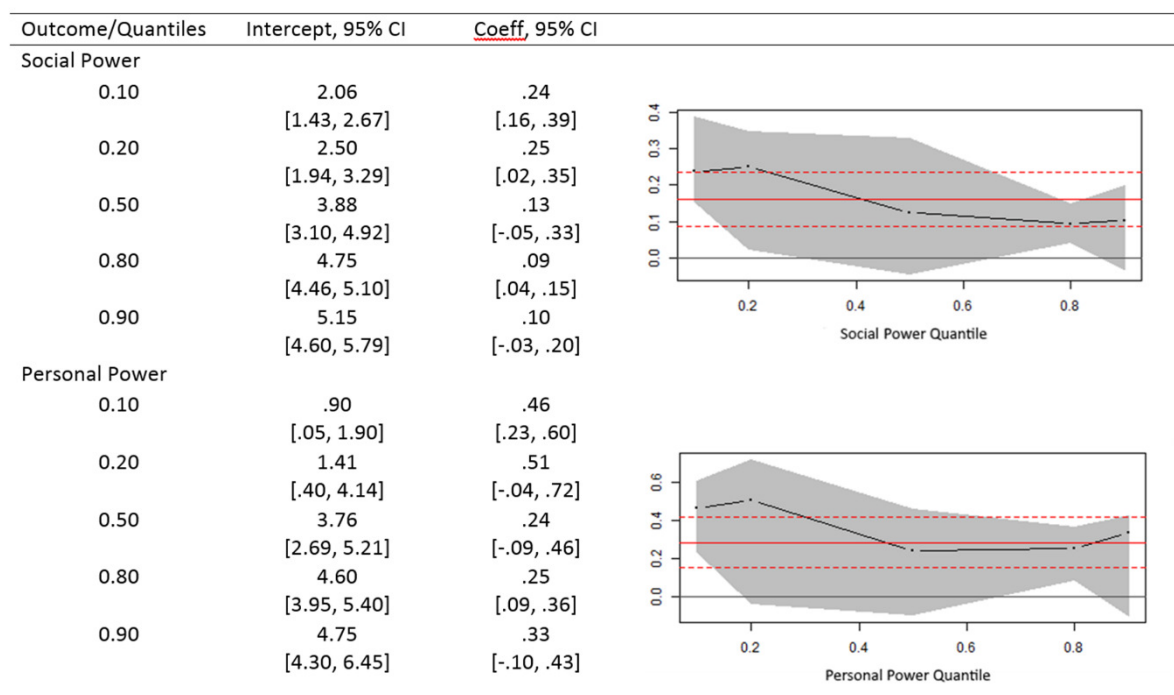 Outcome/Quantiles Intercept, 95% CI Coeff, 95% CI
Social Power
0.10 2.06 .24
[1.43, 2.67] [.16, .39]
0.20 2.50 .25
[1.94, 3.29] [.02, .35]
0.50 3.88 .13
[3.10, 4.92] [-.05, .33]
0.80 4.75 .09
[4.46, 5.10] [.04, .15]
0.90 5.15 .10
[4.60, 5.79] [-.03, .20]
0.4
0.3
0.2
0.1
0.0
0.2 0.4 0.6 0.8
Social Power Quantile
Personal Power
0.10 .90 .46
[.05, 1.90] [.23, .60]
0.20 1.41 .51
[.40, 4.14] [-.04, .72]
0.50 3.76 .24
[2.69, 5.21] [-.09, .46]
0.80 4.60 .25
[3.95, 5.40] [.09, .36]
0.90 4.75 .33
[4.30, 6.45] [-.10, .43]
0.6
0.4
0.2
0.0
0.2 0.4 0.6 0.8
Personal Power Quantile